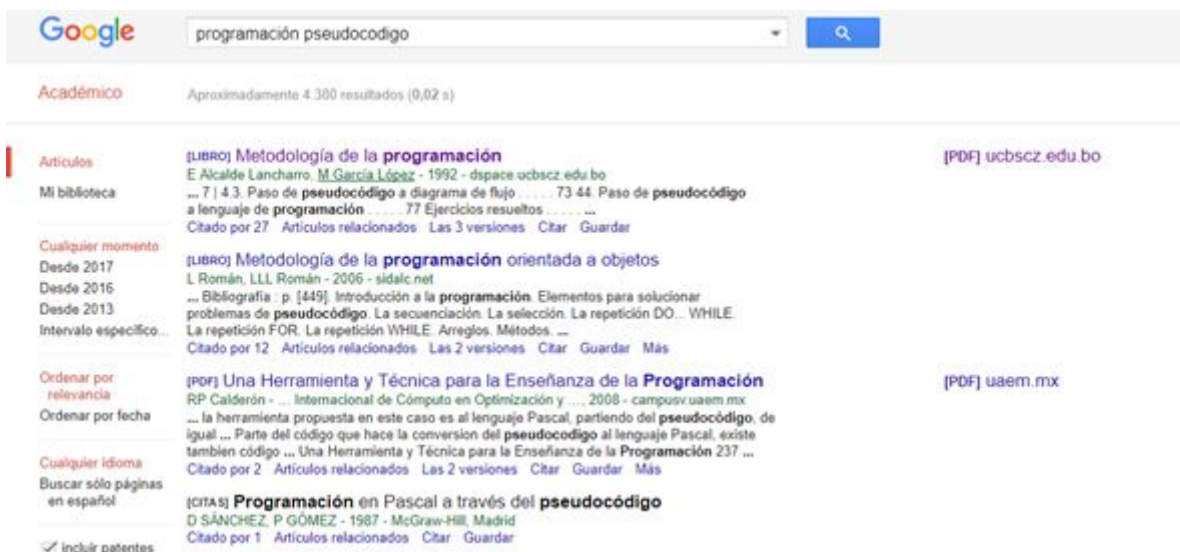 Google
programación pseudocodigo
Académico
Aproximadamente 4.380 resultados (0,02 s)
Artículos
Mi biblioteca
Cualquier momento
Desde 2017
Desde 2016
Desde 2013
Intervalo específico...
Ordenar por
relevancia
Ordenar por fecha
Cualquier idioma
Buscar sólo páginas
en español
incluir patentes
[LIBRO] Metodología de la programación
E Alcalde Lancharro, M García López - 1992 - dspace.ucbscz.edu.bo
... 7 | 4.3. Paso de pseudocódigo a diagrama de flujo . . . . . 73 44. Paso de pseudocódigo
a lenguaje de programación . . . . . 77 Ejercicios resueltos . . . . . ...
Citado por 27 Artículos relacionados Las 3 versiones Citar Guardar
[PDF] ucbscz.edu.bo
[LIBRO] Metodología de la programación orientada a objetos
L Román, LLL Román - 2006 - sidalc.net
... Bibliografía : p. [449]. Introducción a la programación. Elementos para solucionar
problemas de pseudocódigo. La secuenciación. La selección. La repetición DO... WHILE.
La repetición FOR. La repetición WHILE. Arreglos. Métodos. ...
Citado por 12 Artículos relacionados Las 2 versiones Citar Guardar Más
[PDF] Una Herramienta y Técnica para la Enseñanza de la Programación
RP Calderón - ... Internacional de Cómputo en Optimización y ..., 2008 - campusv.uaem.mx
... la herramienta propuesta en este caso es al lenguaje Pascal, partiendo del pseudocódigo, de
igual ... Parte del código que hace la conversion del pseudocodigo al lenguaje Pascal, existe
tambien código ... Una Herramienta y Técnica para la Enseñanza de la Programación 237 ...
Citado por 2 Artículos relacionados Las 2 versiones Citar Guardar Más
[PDF] uaem.mx
[CITAS] Programación en Pascal a través del pseudocódigo
D SÁNCHEZ, P GÓMEZ - 1987 - McGraw-Hill, Madrid
Citado por 1 Artículos relacionados Citar Guardar